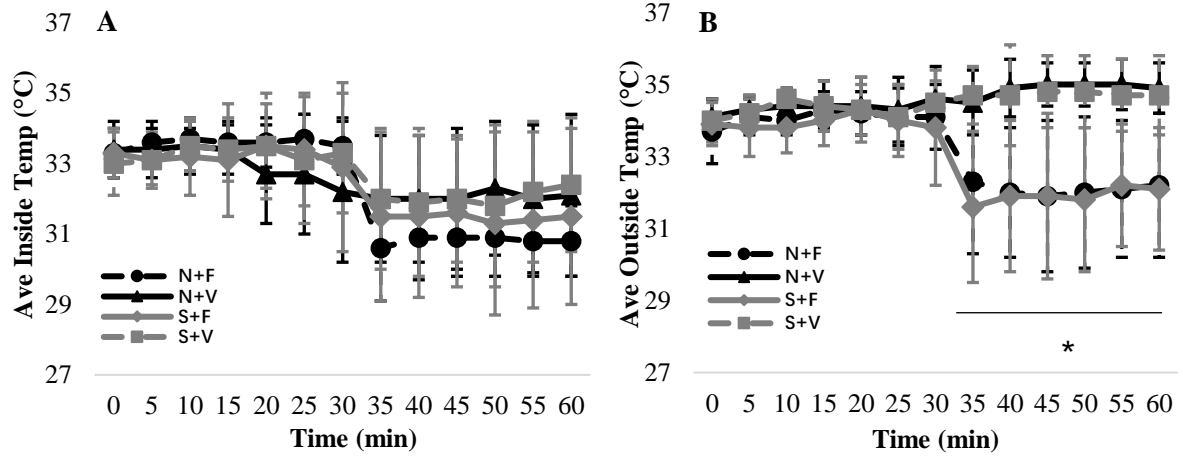 A
Ave Inside Temp (°C)
37
35
33
31
29
27
N+F
N+V
S+F
S+V
0 5 10 15 20 25 30 35 40 45 50 55 60
Time (min)
B
Ave Outside Temp (°C)
37
35
33
31
29
27
N+F
N+V
S+F
S+V
*
0 5 10 15 20 25 30 35 40 45 50 55 60
Time (min)